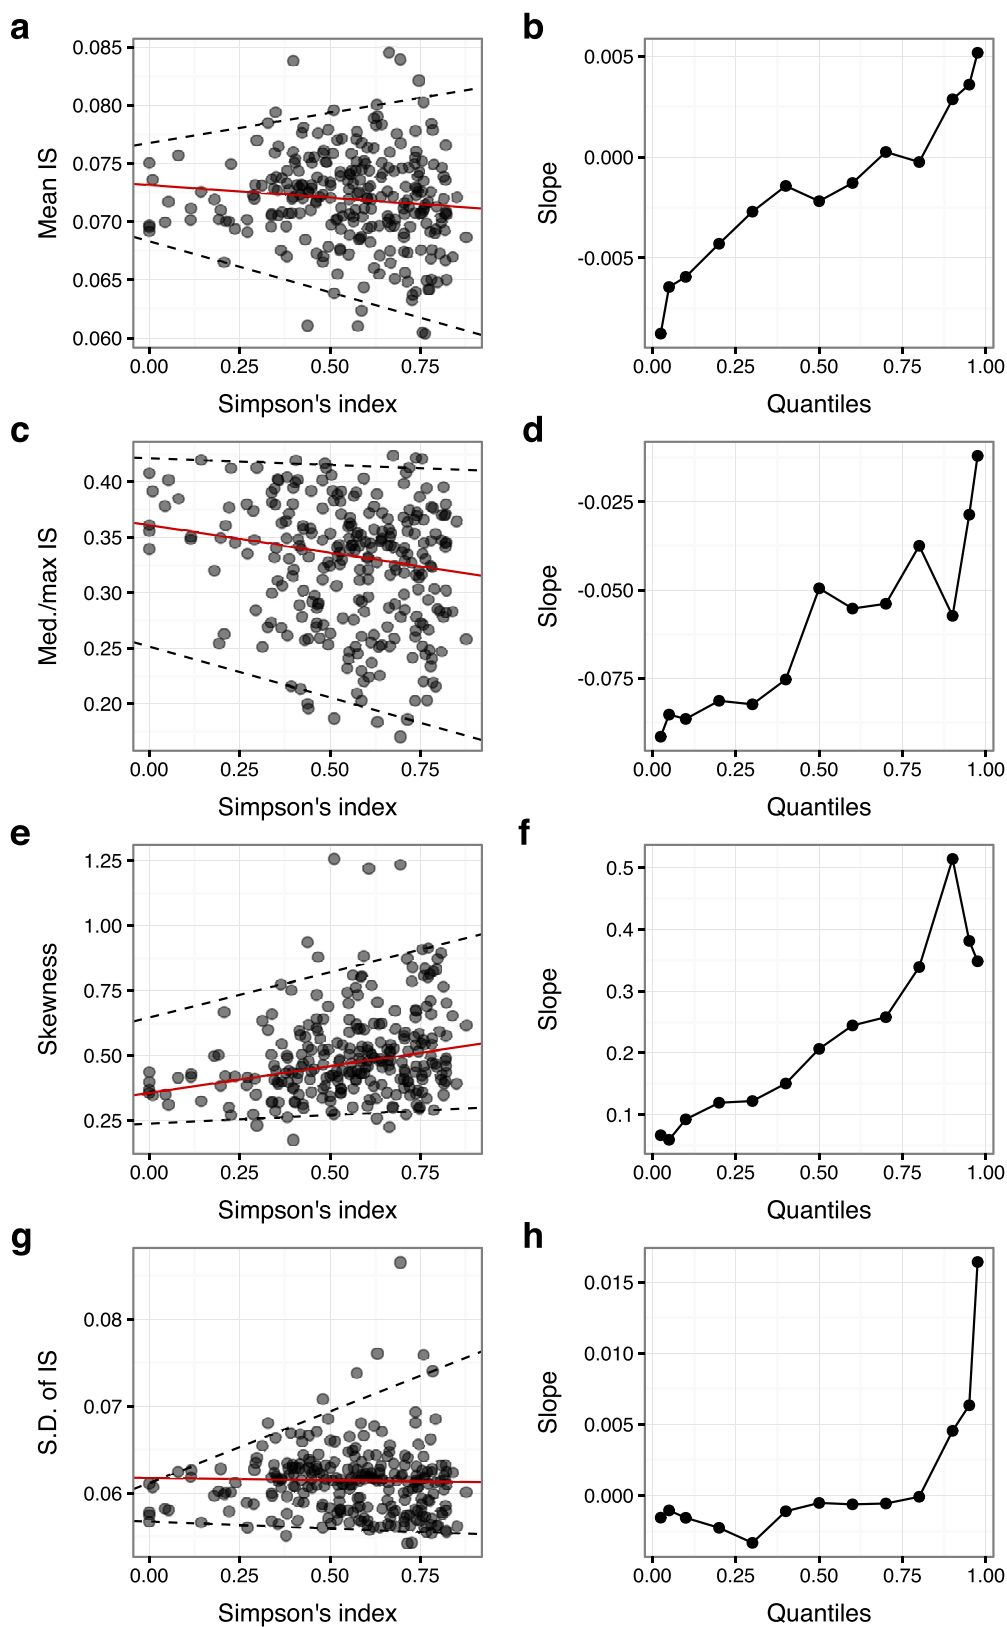 a
b
0.085
0.080
0.075
0.070
0.065
0.060
Mean IS
0.00 0.25 0.50 0.75
Simpson's index
0.005
0.000
-0.005
Slope
0.00 0.25 0.50 0.75 1.00
Quantiles
c
d
0.40
0.35
0.30
0.25
0.20
Med./max IS
0.00 0.25 0.50 0.75
Simpson's index
-0.025
-0.050
-0.075
Slope
0.00 0.25 0.50 0.75 1.00
Quantiles
e
f
1.25
1.00
0.75
0.50
0.25
Skewness
0.00 0.25 0.50 0.75
Simpson's index
0.5
0.4
0.3
0.2
0.1
Slope
0.00 0.25 0.50 0.75 1.00
Quantiles
g
h
0.08
0.07
0.06
S.D. of IS
0.00 0.25 0.50 0.75
Simpson's index
0.015
0.010
0.005
0.000
Slope
0.00 0.25 0.50 0.75 1.00
Quantiles